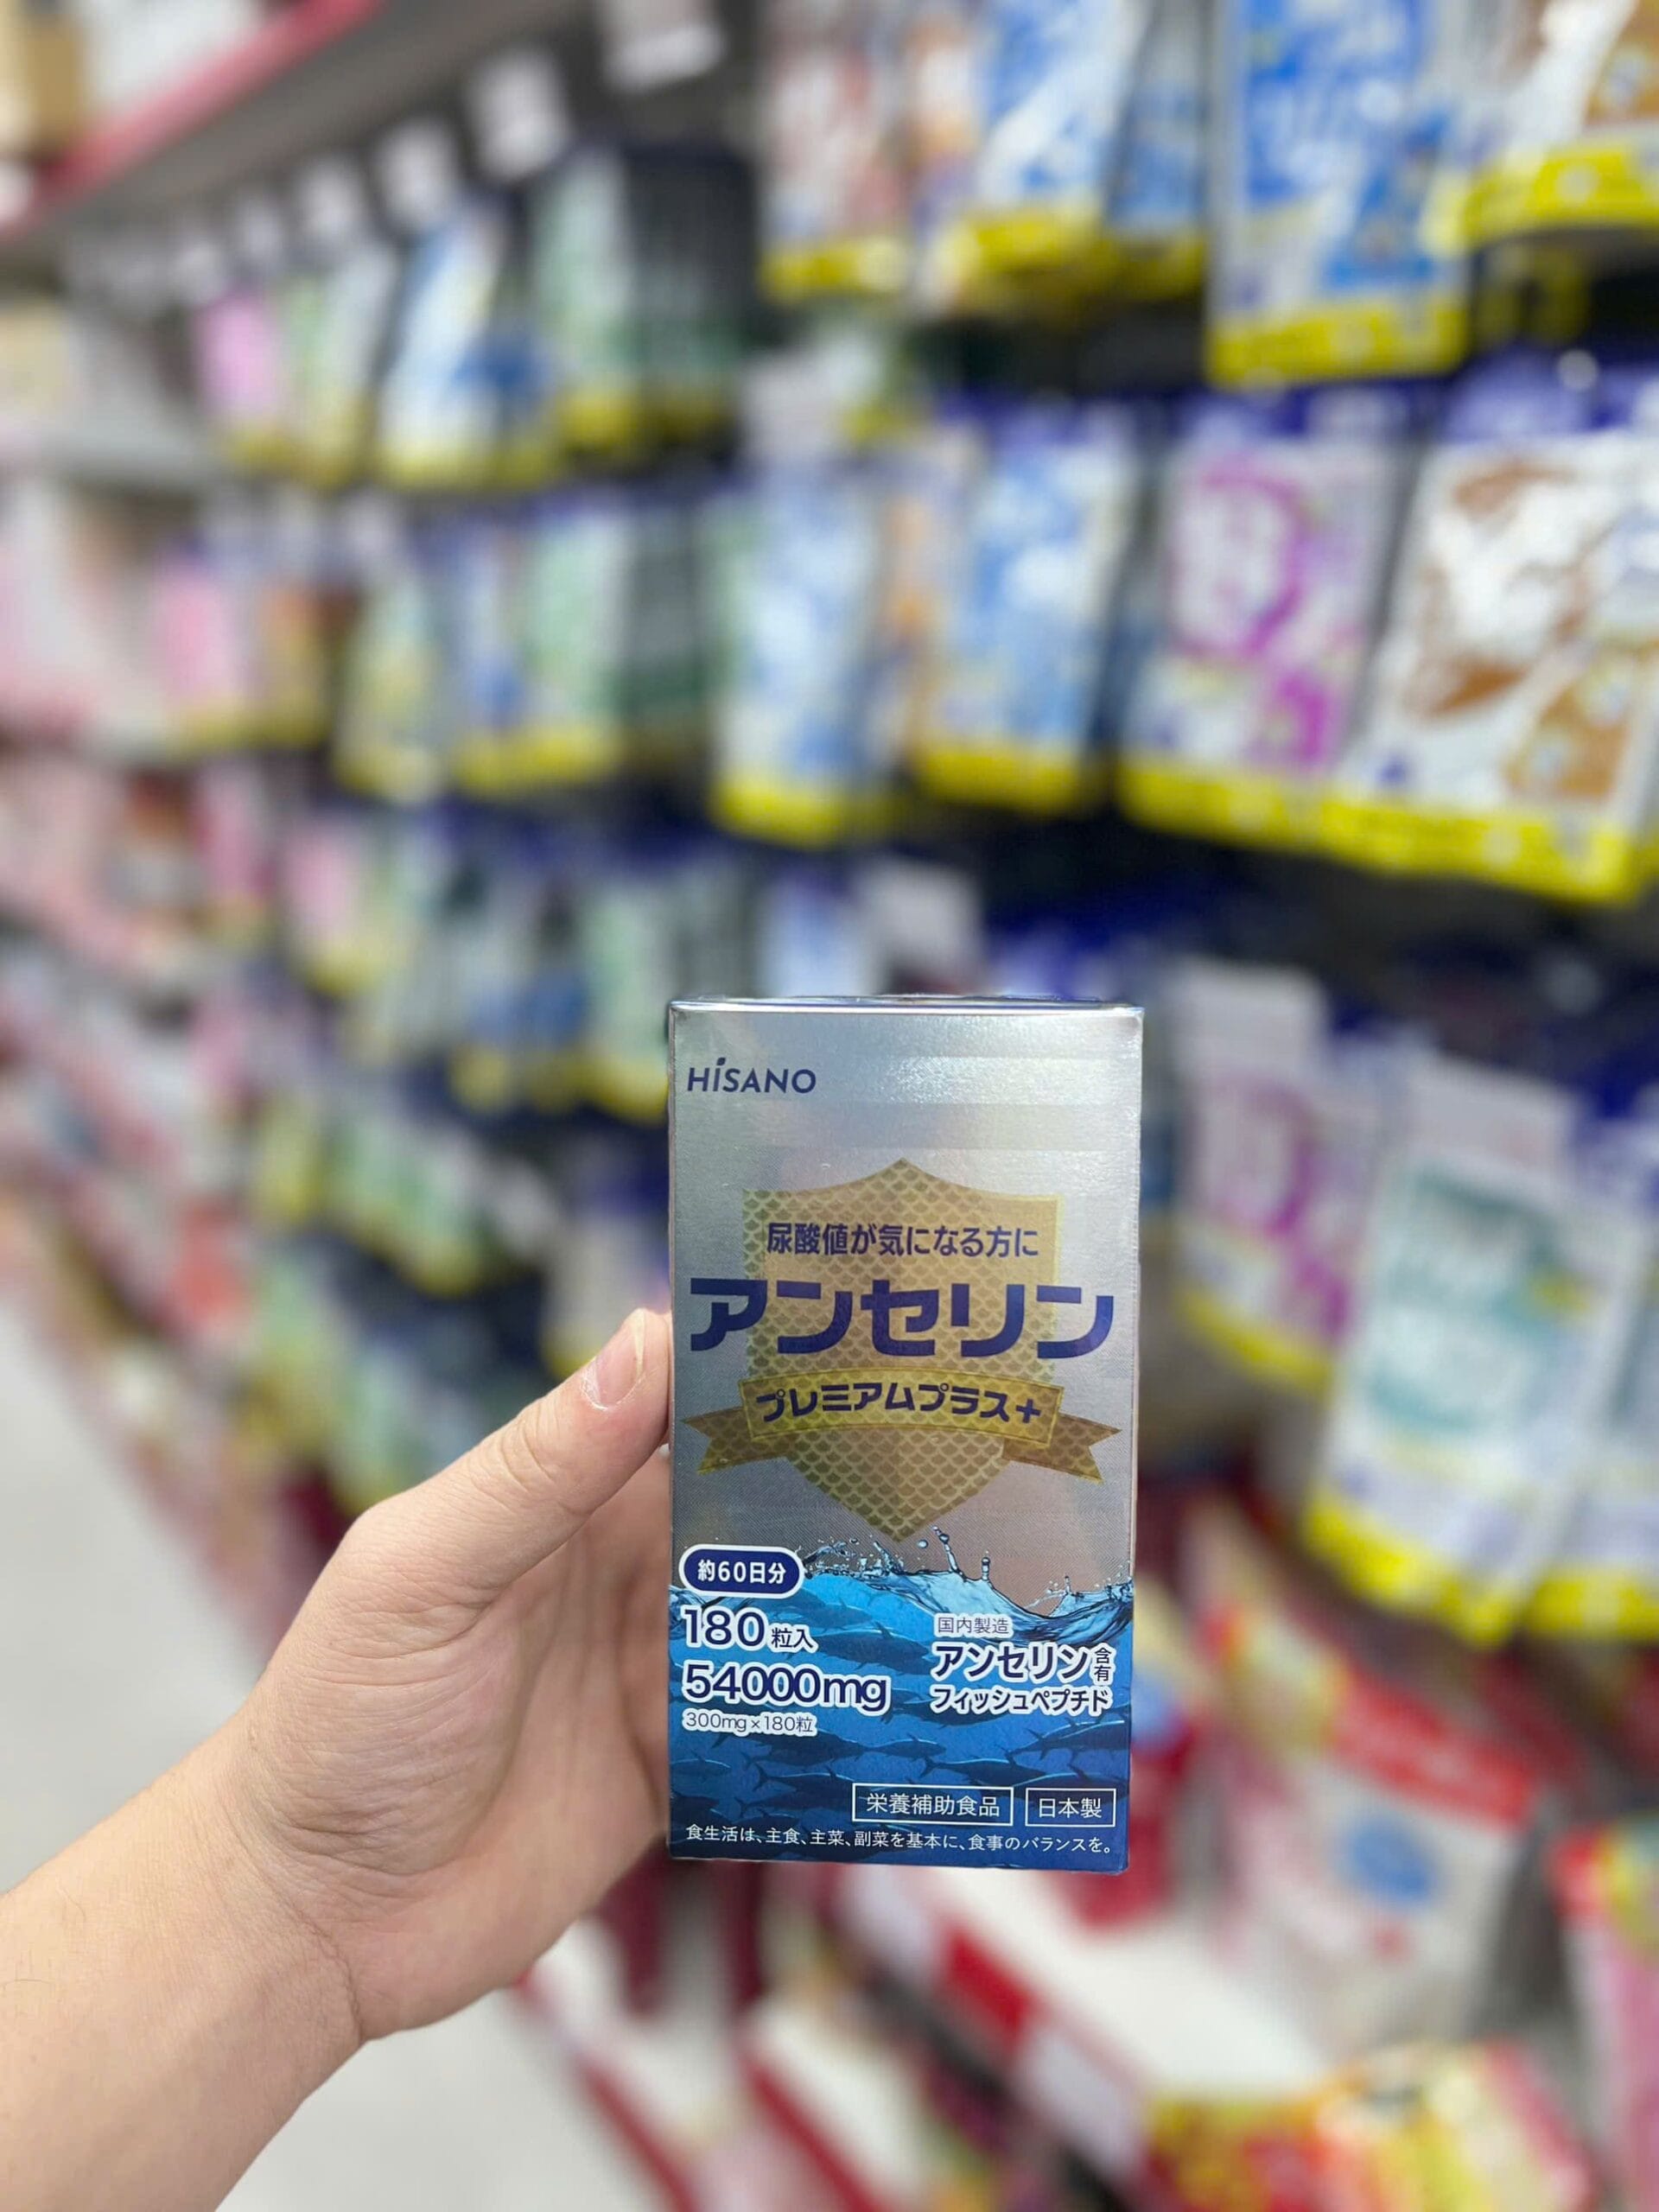 HiSANO
尿酸値が気になる方に
アンセリン
プレミアムプラス+
約60日分
180粒入
54000mg
300mg×180粒
国内製造
アンセリン含有
フィッシュペプチド
栄養補助食品
日本製
食生活は、主食、主菜、副菜を基本に、食事のバランスを。